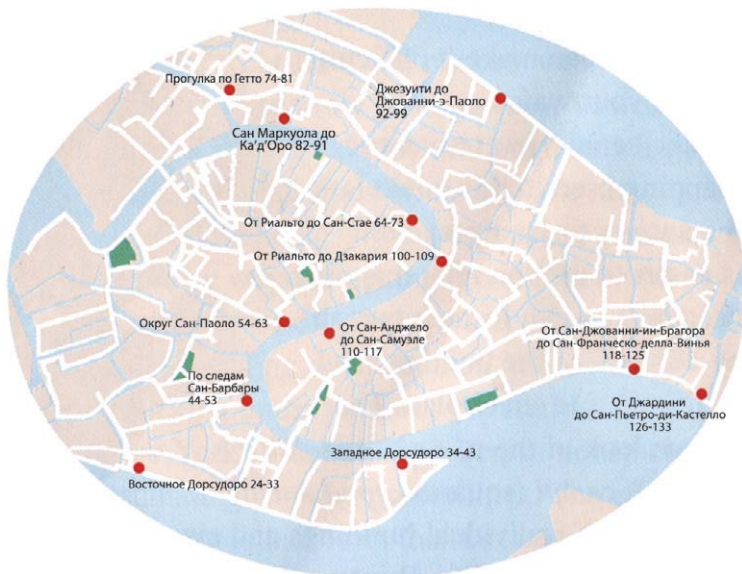 Прогулка по Гетто 74-81
Джезуити до
Джованни-э-Паоло
92-99
Сан Маркуола до
Ка'д'Оро 82-91
От Риальто до Сан-Стае 64-73
От Риальто до Дзакария 100-109
Округ Сан-Паоло 54-63
От Сан-Анджело
до Сан-Самуэле
110-117
От Сан-Джованни-ин-Брагора
до Сан-Франческо-делла-Винья
118-125
По следам
Сан-Барбары
44-53
От Джардини
до Сан-Пьетро-ди-Кастелло
126-133
Западное Дорсудоро 34-43
Восточное Дорсудоро 24-33